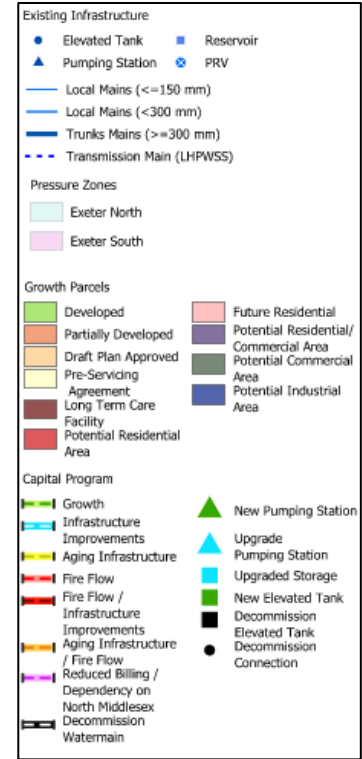 Existing Infrastructure
Elevated Tank
Reservoir
Pumping Station
PRV
Local Mains (<=150 mm)
Local Mains (<300 mm)
Trunks Mains (>=300 mm)
Transmission Main (LHPWSS)
Pressure Zones
Exeter North
Exeter South
Growth Parcels
Developed
Partially Developed
Draft Plan Approved
Pre-Servicing
Agreement
Long Term Care
Facility
Potential Residential
Area
Future Residential
Potential Residential/
Commercial Area
Potential Commercial
Area
Potential Industrial
Area
Capital Program
Growth
Infrastructure
Improvements
Aging Infrastructure
Fire Flow
Fire Flow /
Infrastructure
Improvements
Aging Infrastructure
/ Fire Flow
Reduced Billing /
Dependency on
North Middlesex
Decommission
Watermain
New Pumping Station
Upgrade
Pumping Station
Upgraded Storage
New Elevated Tank
Decommission
Elevated Tank
Decommission
Connection